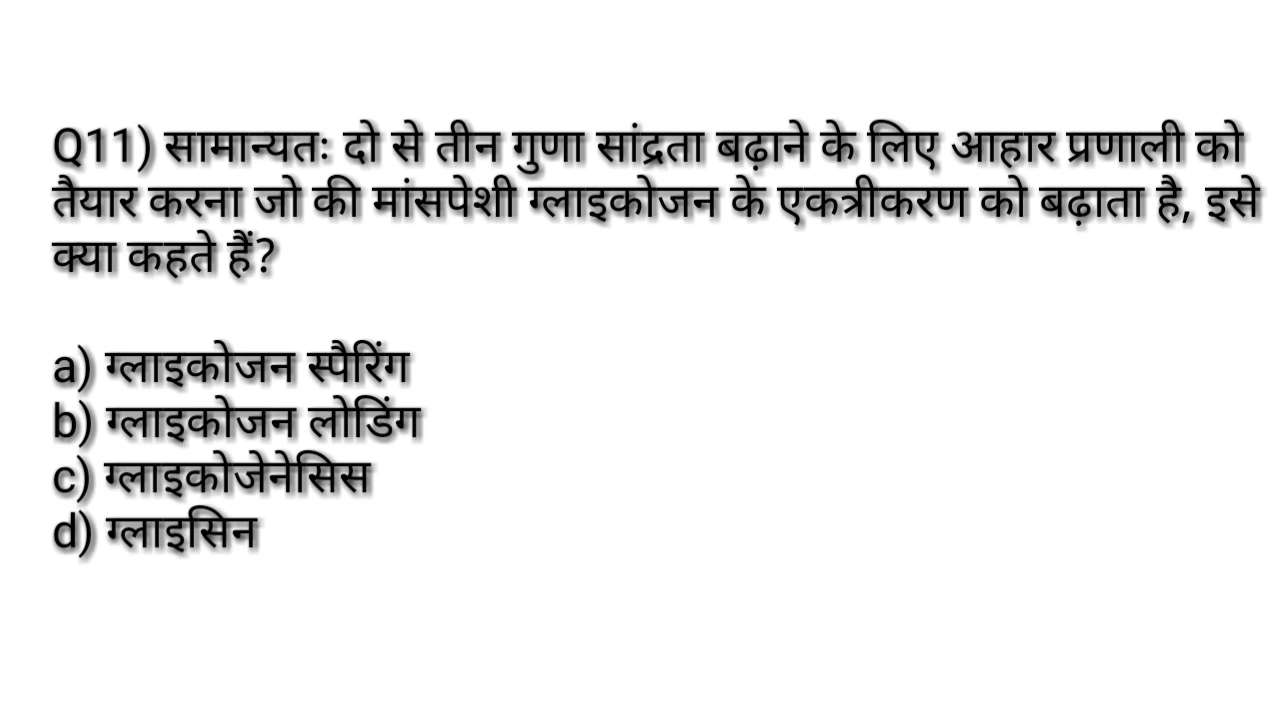 Q11) सामान्यतः दो से तीन गुणा सांद्रता बढ़ाने के लिए आहार प्रणाली को
तैयार करना जो की मांसपेशी ग्लाइकोजन के एकत्रीकरण को बढ़ाता है, इसे
क्या कहते हैं?
a) ग्लाइकोजन स्पैरिंग
b) ग्लाइकोजन लोडिंग
c) ग्लाइकोजेनेसिस
d) ग्लाइसिन